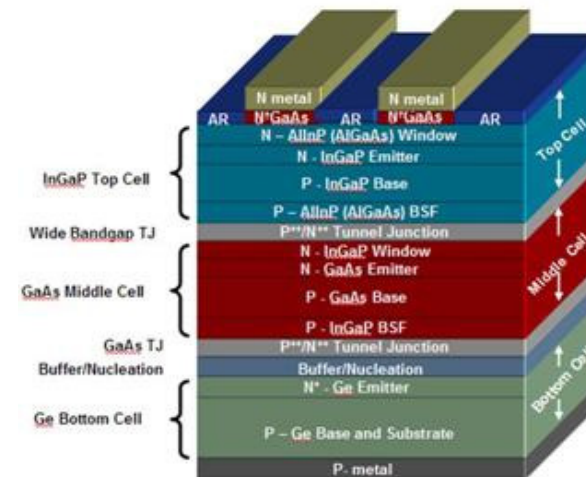 N metal
N metal
AR
N⁺GaAs
AR
N⁺GaAs
AR
N – AlInP (AlGaAs) Window
N - InGaP Emitter
P - InGaP Base
P – AlInP (AlGaAs) BSF
P⁺⁺/N⁺⁺ Tunnel Junction
N - InGaP Window
N - GaAs Emitter
P - GaAs Base
P - InGaP BSF
P⁺⁺/N⁺⁺ Tunnel Junction
Buffer/Nucleation
N⁺ - Ge Emitter
P – Ge Base and Substrate
P- metal
InGaP Top Cell
Wide Bandgap TJ
GaAs Middle Cell
GaAs TJ
Buffer/Nucleation
Ge Bottom Cell
Top Cell
Middle Cell
Bottom Cell